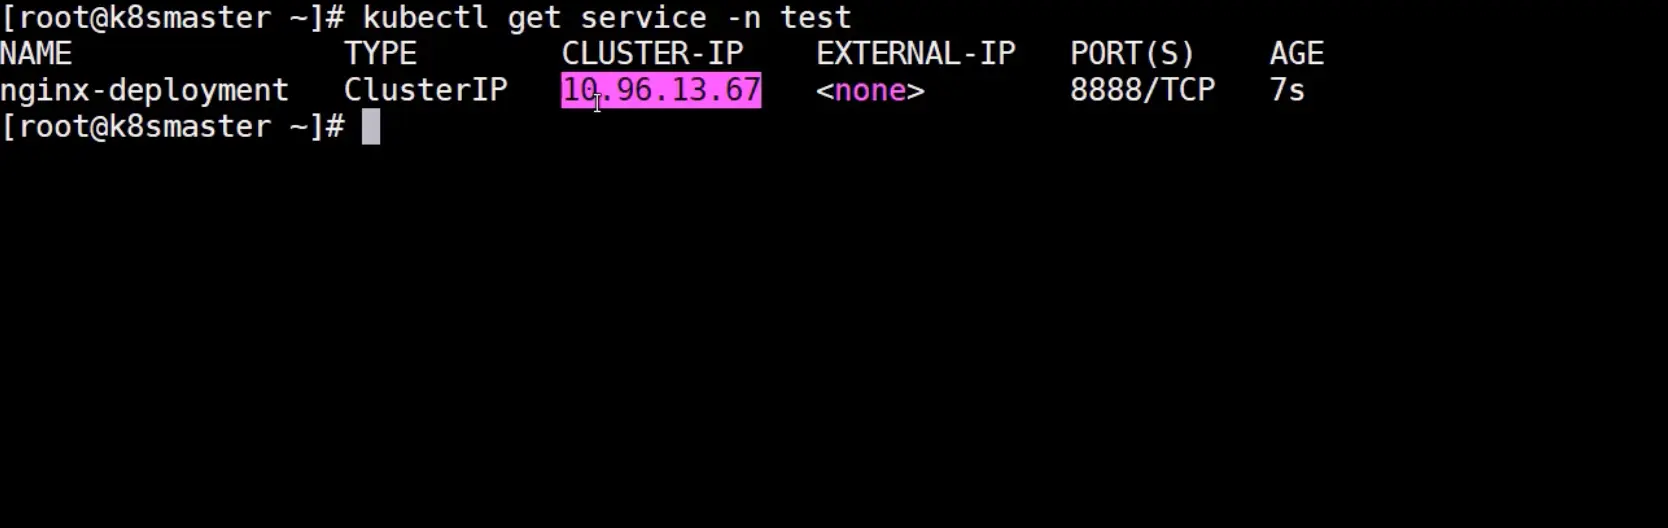 [root@k8smaster ~]# kubectl get service -n test
NAME TYPE CLUSTER-IP EXTERNAL-IP PORT(S) AGE
nginx-deployment ClusterIP 10.96.13.67 <none> 8888/TCP 7s
[root@k8smaster ~]#